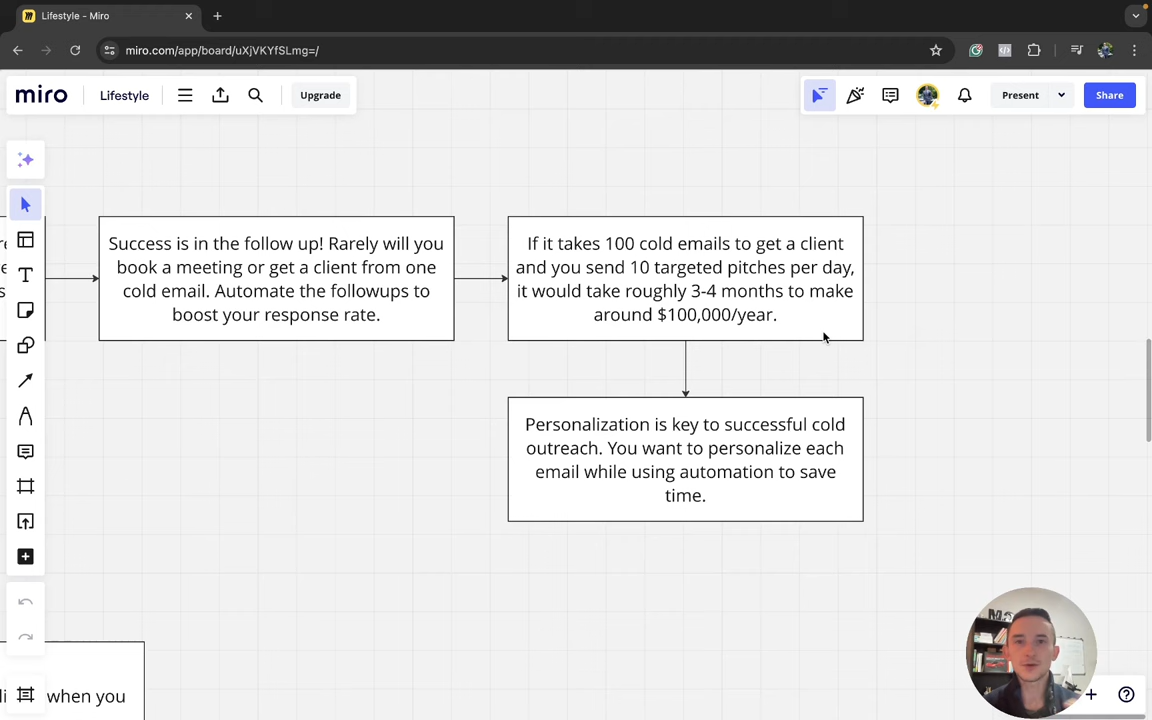 Lifestyle - Miro
miro.com/app/board/uXjVKYfSLmg=/
miro
Lifestyle
Upgrade
Present
Share
Success is in the follow up! Rarely will you
book a meeting or get a client from one
cold email. Automate the followups to
boost your response rate.
If it takes 100 cold emails to get a client
and you send 10 targeted pitches per day,
it would take roughly 3-4 months to make
around $100,000/year.
Personalization is key to successful cold
outreach. You want to personalize each
email while using automation to save
time.
when you